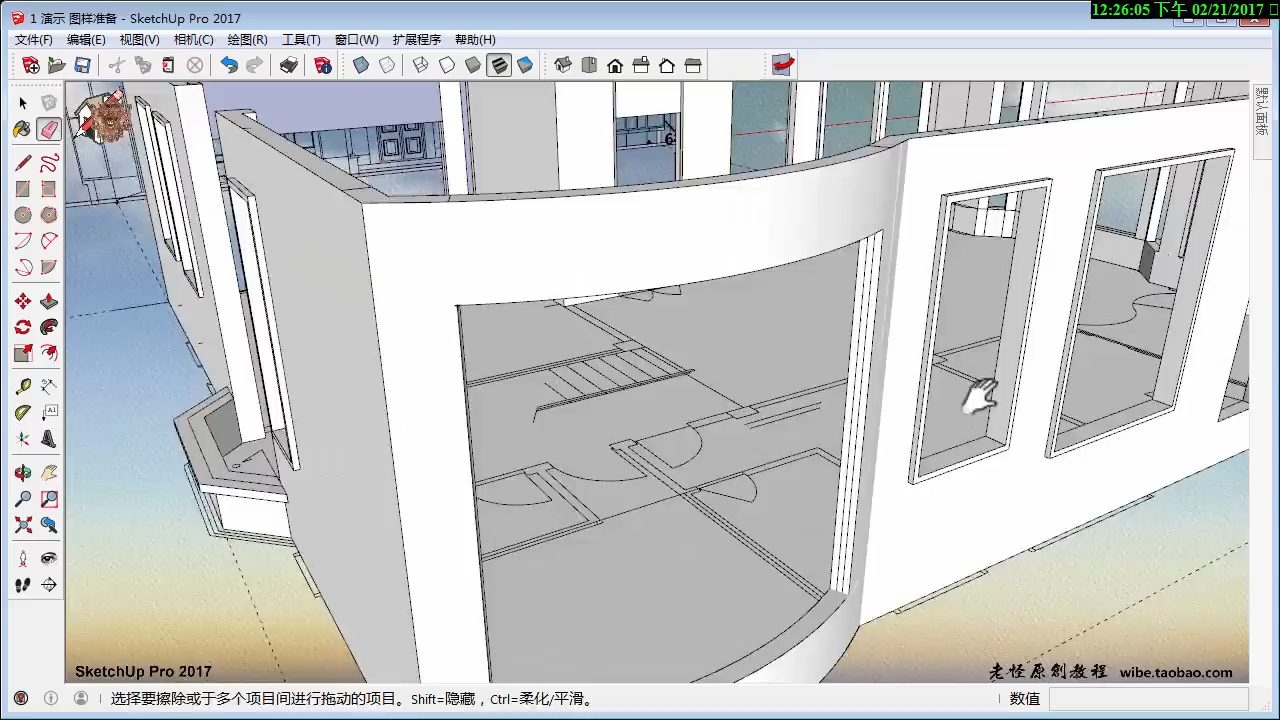 12:26:05 下午 02/21/2017
1 演示 图样准备 - SketchUp Pro 2017
文件(F) 编辑(E) 视图(V) 相机(C) 绘图(R) 工具(T) 窗口(W) 扩展程序 帮助(H)
默认面板
A1
SketchUp Pro 2017
老怪原創教程 wibe.taobao.com
选择要擦除或于多个项目间进行拖动的项目。Shift=隐藏，Ctrl=柔化/平滑。
数值